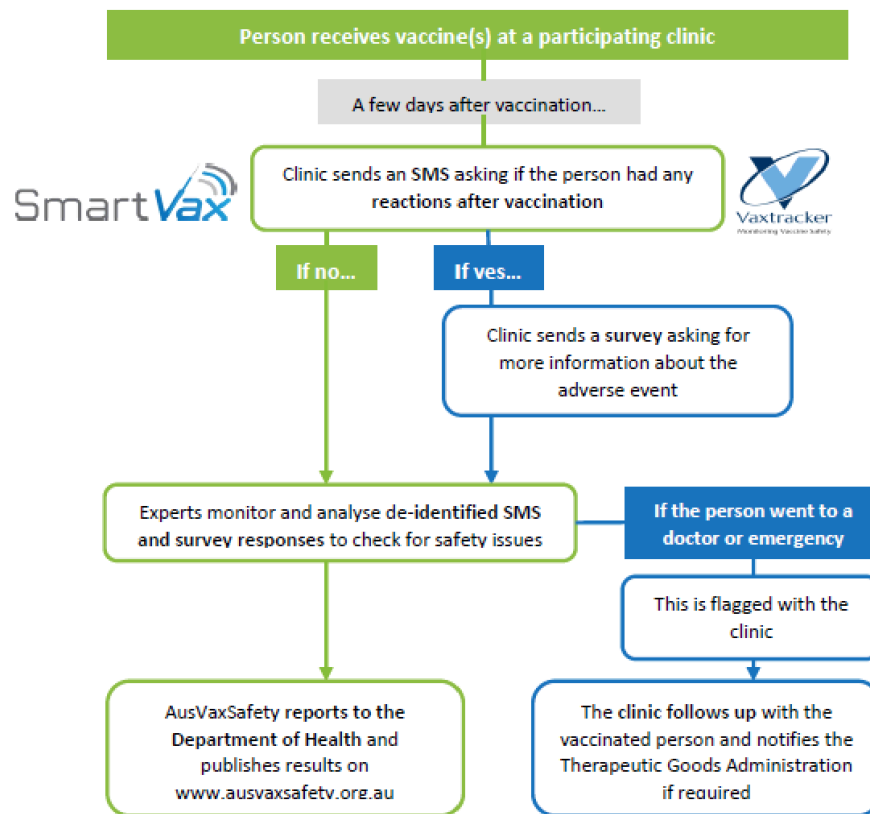 Person receives vaccine(s) at a participating clinic
A few days after vaccination…
SmartVax
Clinic sends an SMS asking if the person had any
reactions after vaccination
Vaxtracker
Monitoring Vaccine Safety
If no…
If yes…
Clinic sends a survey asking for
more information about the
adverse event
Experts monitor and analyse de-identified SMS
and survey responses to check for safety issues
If the person went to a
doctor or emergency
This is flagged with the
clinic
AusVaxSafety reports to the
Department of Health and
publishes results on
www.ausvaxsafety.org.au
The clinic follows up with the
vaccinated person and notifies the
Therapeutic Goods Administration
if required